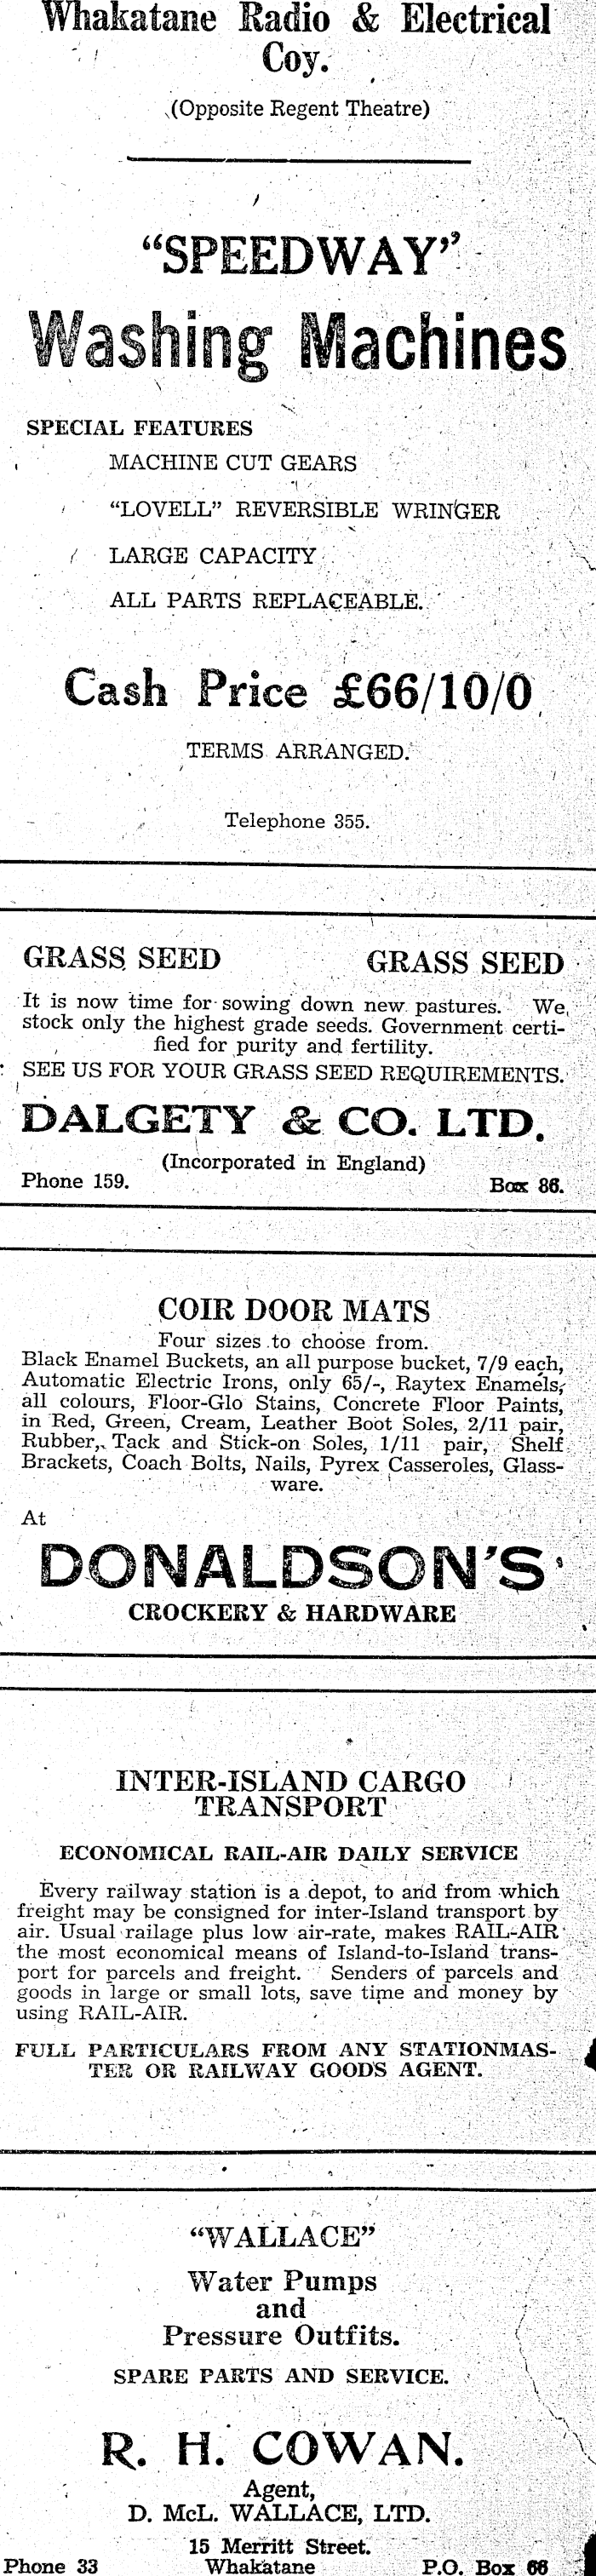 Whakatane Radio & Electrical
Coy.
(Opposite Regent Theatre)
"SPEEDWAY"
Washing Machines
SPECIAL FEATURES
MACHINE CUT GEARS
"LOVELL" REVERSIBLE WRINGER
LARGE CAPACITY
ALL PARTS REPLACEABLE.
Cash Price £66/10/0
TERMS ARRANGED.
Telephone 355.
GRASS SEED GRASS SEED
It is now time for sowing down new pastures. We
stock only the highest grade seeds. Government certi-
fied for purity and fertility.
SEE US FOR YOUR GRASS SEED REQUIREMENTS.
DALGETY & CO. LTD.
(Incorporated in England)
Phone 159. Box 86.
COIR DOOR MATS
Four sizes to choose from.
Black Enamel Buckets, an all purpose bucket, 7/9 each,
Automatic Electric Irons, only 65/-, Raytex Enamels,
all colours, Floor-Glo Stains, Concrete Floor Paints,
in Red, Green, Cream, Leather Boot Soles, 2/11 pair,
Rubber, Tack and Stick-on Soles, 1/11 pair, Shelf
Brackets, Coach Bolts, Nails, Pyrex Casseroles, Glass-
ware.
At
DONALDSON'S
CROCKERY & HARDWARE
INTER-ISLAND CARGO
TRANSPORT
ECONOMICAL RAIL-AIR DAILY SERVICE
Every railway station is a depot, to and from which
freight may be consigned for inter-Island transport by
air. Usual railage plus low air-rate, makes RAIL-AIR
the most economical means of Island-to-Island trans-
port for parcels and freight. Senders of parcels and
goods in large or small lots, save time and money by
using RAIL-AIR.
FULL PARTICULARS FROM ANY STATIONMAS-
TER OR RAILWAY GOODS AGENT.
"WALLACE"
Water Pumps
and
Pressure Outfits.
SPARE PARTS AND SERVICE.
R. H. COWAN.
Agent,
D. McL. WALLACE, LTD.
15 Merritt Street.
Phone 33 Whakatane P.O. Box 66